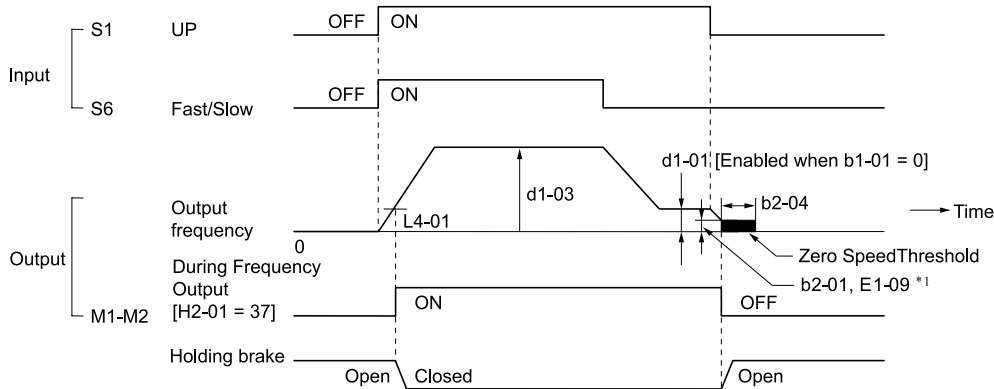 OFF ON
S1 UP
Input
OFF ON
S6 Fast/Slow
d1-01 [Enabled when b1-01 = 0]
d1-03
b2-04
L4-01
Output
frequency
Time
0
Zero SpeedThreshold
Output
During Frequency
Output
[H2-01 = 37]
b2-01, E1-09 *1
ON OFF
M1-M2
Holding brake
Open Closed Open